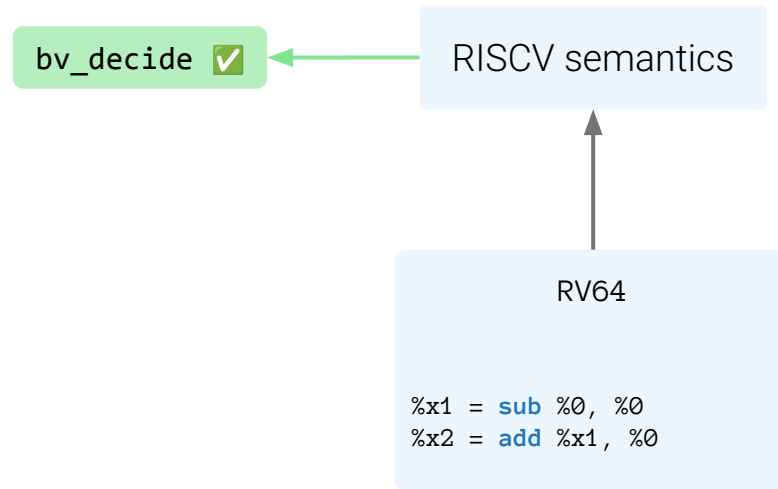 bv_decide ✅
RISCV semantics
RV64
%x1 = sub %0, %0
%x2 = add %x1, %0